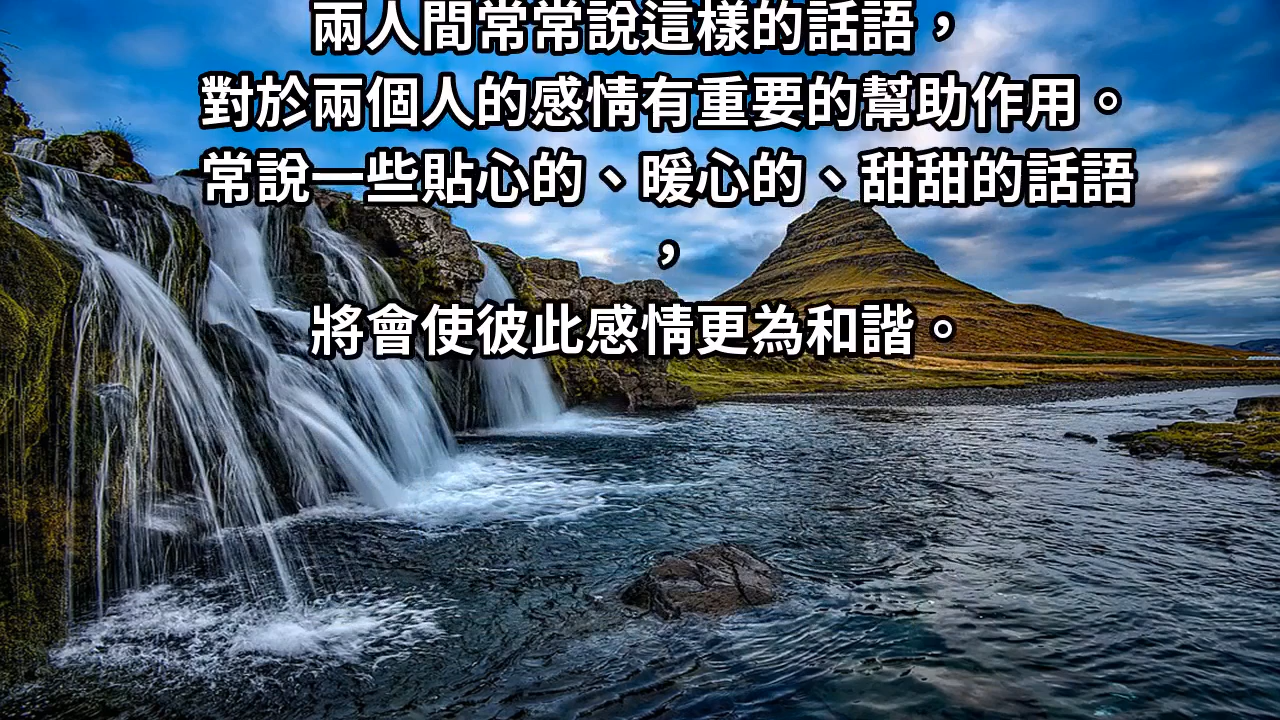 兩人間常常說這樣的話語，
對於兩個人的感情有重要的幫助作用。
常說一些貼心的、暖心的、甜甜的話語
，
將會使彼此感情更為和諧。